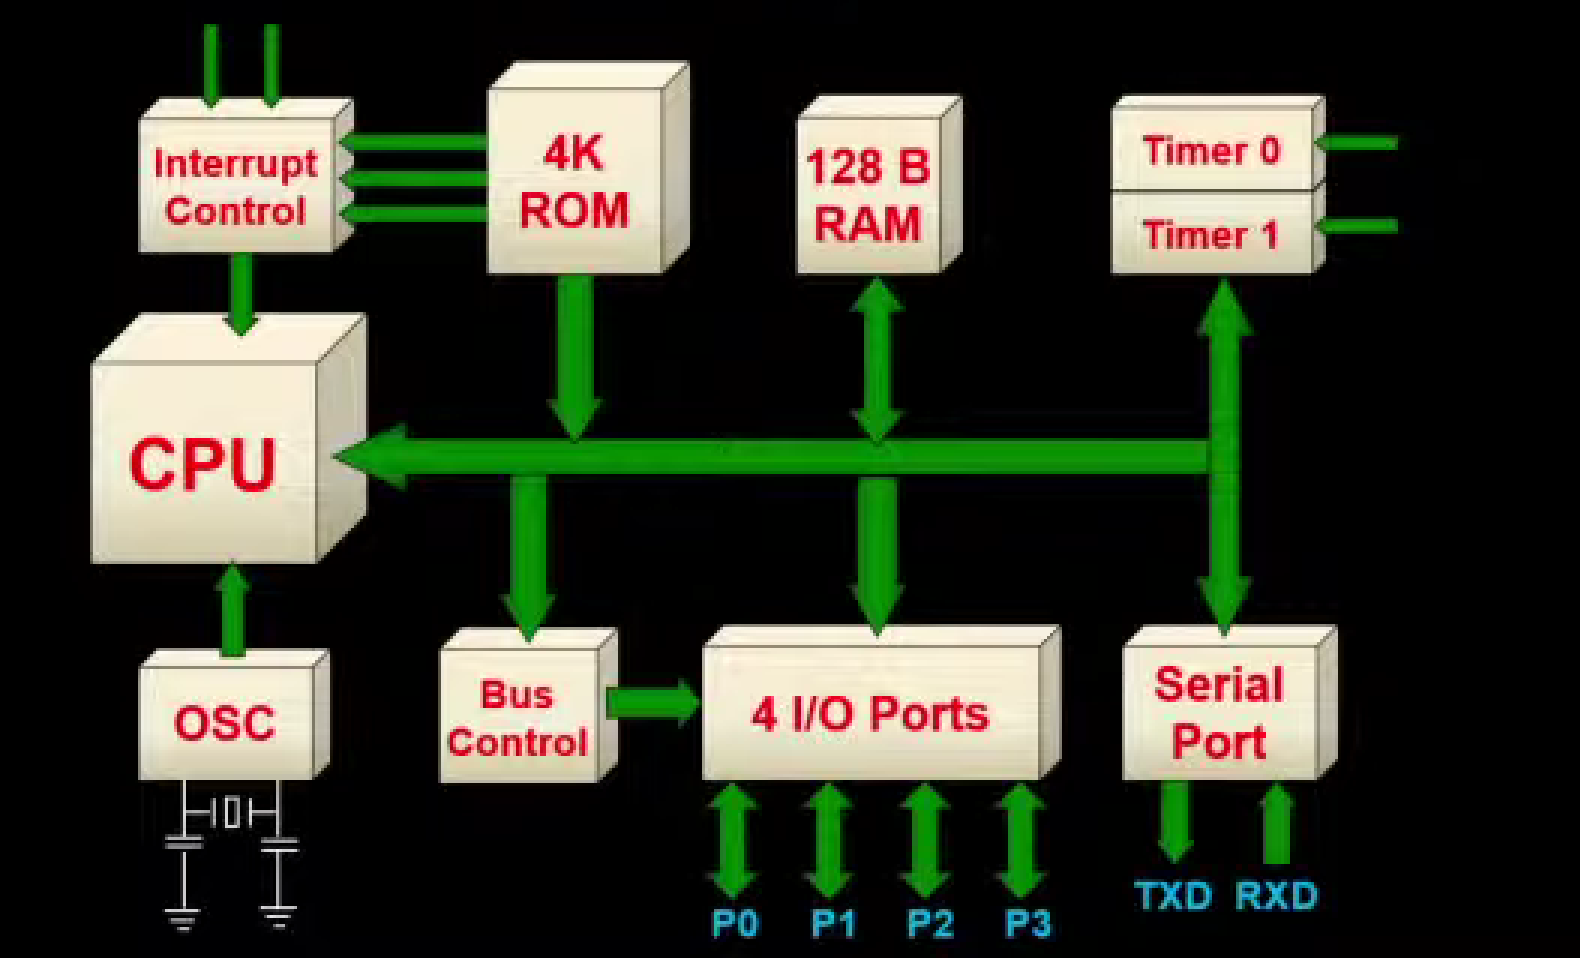 Interrupt
Control
4K
ROM
128 B
RAM
Timer 0
Timer 1
CPU
OSC
Bus
Control
4 I/O Ports
Serial
Port
P0 P1 P2 P3
TXD RXD